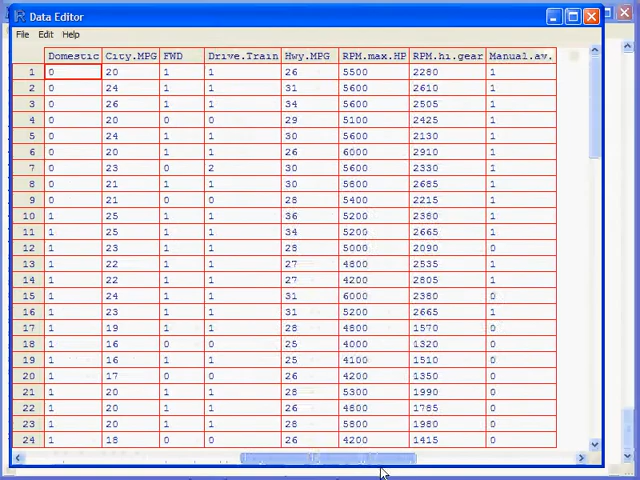 Data Editor
File Edit Help
Domestic City.MPG FWD Drive.Train Hwy.MPG RPM.max.HP RPM.hi.gear Manual.av.
1 0 20 1 1 26 5500 2280 1
2 0 24 1 1 31 5600 2610 1
3 0 26 1 1 34 5600 2505 1
4 0 20 0 0 29 5100 2425 1
5 0 24 1 1 30 5600 2130 1
6 0 20 1 1 26 6000 2910 1
7 0 23 0 2 30 5600 2330 1
8 0 21 1 1 30 5800 2685 1
9 0 21 0 0 28 5400 2215 1
10 1 25 1 1 36 5200 2380 1
11 1 25 1 1 34 5200 2665 1
12 1 23 1 1 28 5000 2090 0
13 1 22 1 1 27 4800 2535 1
14 1 22 1 1 27 4200 2805 1
15 1 24 1 1 31 6000 2380 0
16 1 23 1 1 31 5200 2665 1
17 1 19 1 1 28 4800 1570 0
18 1 16 0 0 25 4000 1320 0
19 1 16 1 1 25 4100 1510 0
20 1 17 0 0 26 4200 1350 0
21 1 20 1 1 28 5300 1990 0
22 1 20 1 1 26 4800 1785 0
23 1 20 1 1 28 5800 1980 0
24 1 18 0 0 26 4200 1415 0